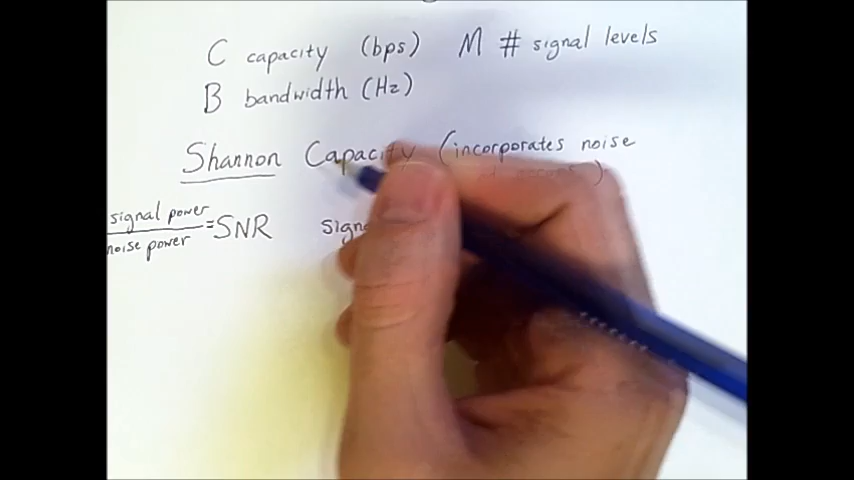 C capacity (bps) M # signal levels
B bandwidth (Hz)
Shannon Capacity (incorporates noise
)
signal power
noise power
=SNR